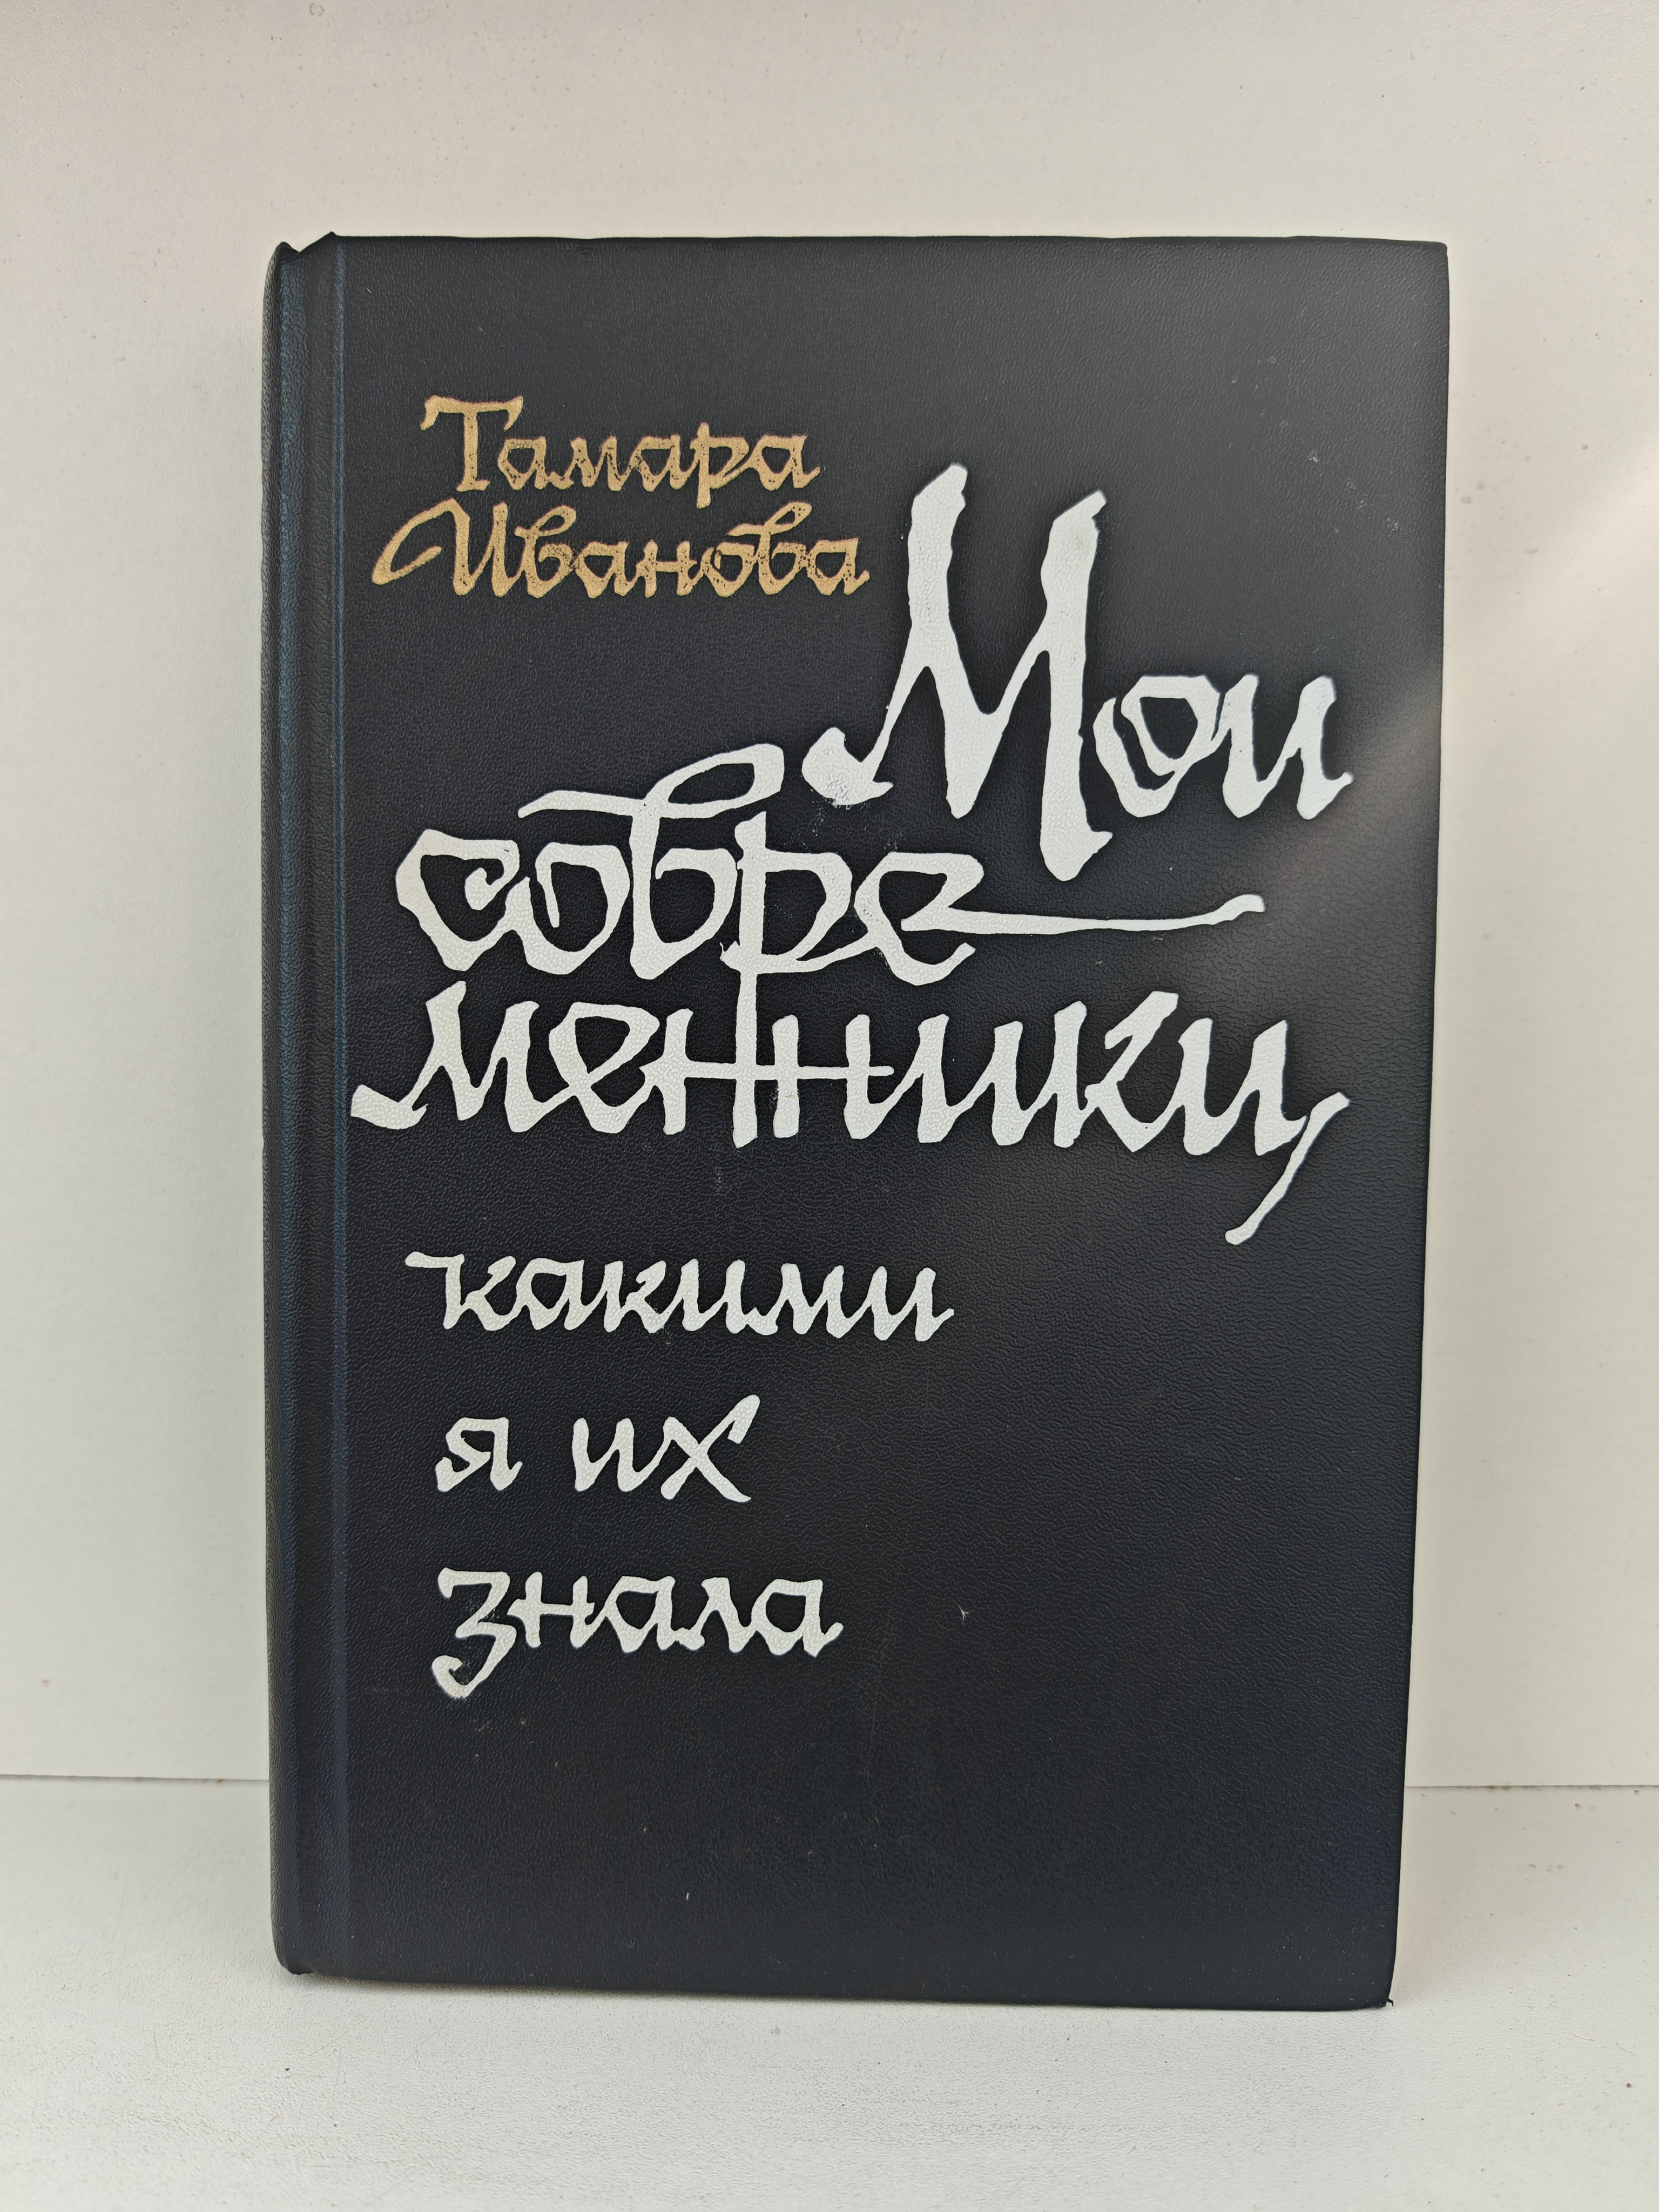 Тамара
Иванова
Мои
совре
менники,
какими
я их
знала